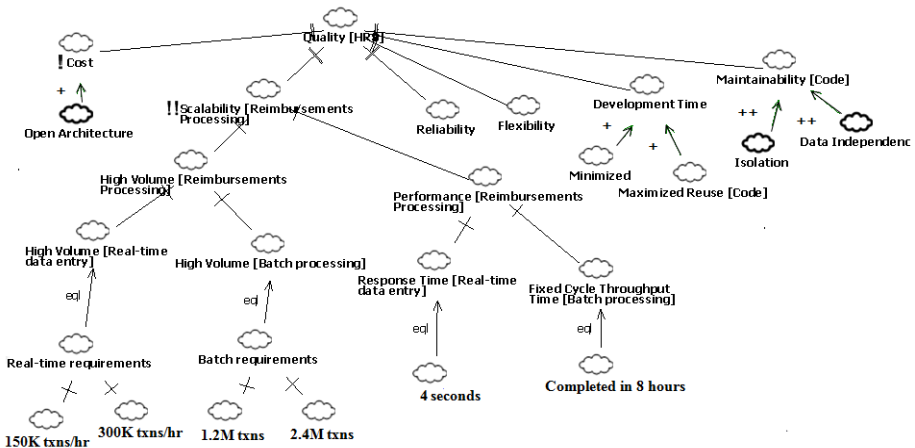 Quality [HRS]
! Cost
+
Open Architecture
!!Scalability [Reimbursements
Processing]
Reliability
Flexibility
Development Time
+
+
Minimized
Maximized Reuse [Code]
Maintainability [Code]
++
++
Isolation
Data Independenc
High Volume [Reimbursements
Processing]
Performance [Reimbursements
Processing]
High Volume [Real-time
data entry]
High Volume [Batch processing]
Response Time [Real-time
data entry]
Fixed Cycle Throughput
Time [Batch processing]
eql
eql
eql
eql
Real-time requirements
Batch requirements
4 seconds
Completed in 8 hours
150K txns/hr
300K txns/hr
1.2M txns
2.4M txns